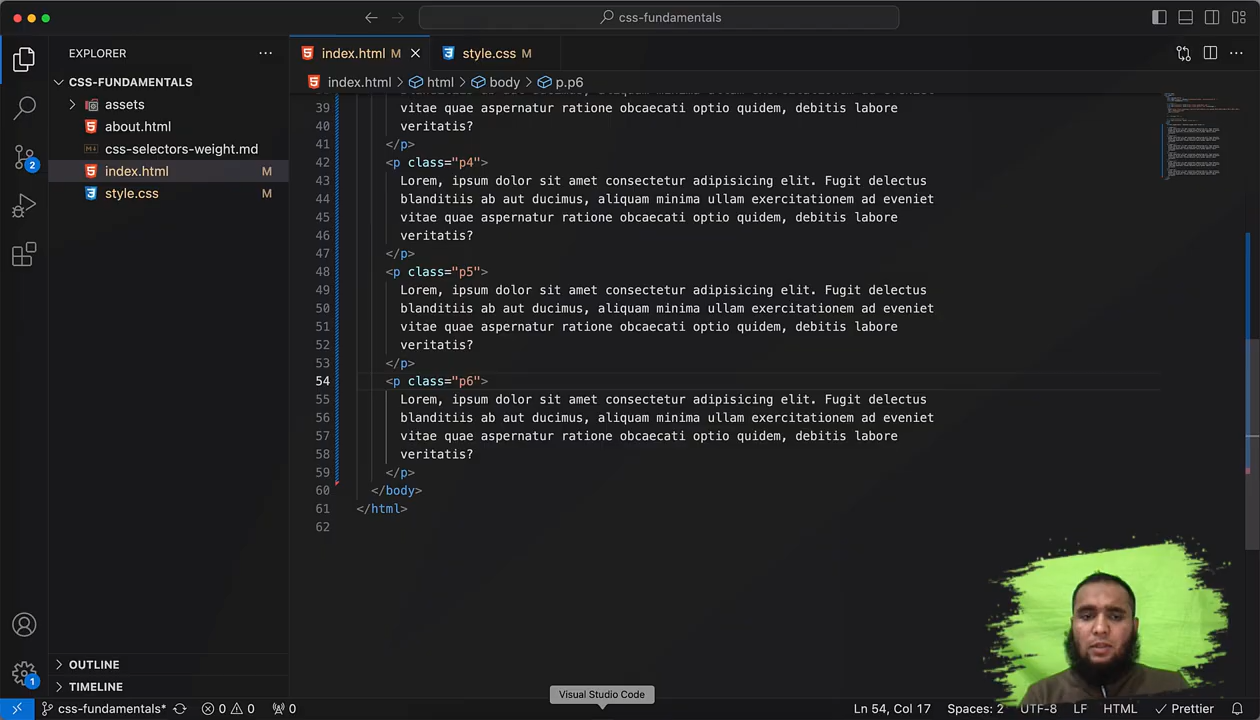 css-fundamentals
EXPLORER
CSS-FUNDAMENTALS
assets
about.html
css-selectors-weight.md
index.html M
style.css M
OUTLINE
TIMELINE
index.html M
style.css M
index.html > html > body > p.p6
39 vitae quae aspernatur ratione obcaecati optio quidem, debitis labore
40 veritatis?
41 </p>
42 <p class="p4">
43 Lorem, ipsum dolor sit amet consectetur adipisicing elit. Fugit delectus
44 blanditiis ab aut ducimus, aliquam minima ullam exercitationem ad eveniet
45 vitae quae aspernatur ratione obcaecati optio quidem, debitis labore
46 veritatis?
47 </p>
48 <p class="p5">
49 Lorem, ipsum dolor sit amet consectetur adipisicing elit. Fugit delectus
50 blanditiis ab aut ducimus, aliquam minima ullam exercitationem ad eveniet
51 vitae quae aspernatur ratione obcaecati optio quidem, debitis labore
52 veritatis?
53 </p>
54 <p class="p6">
55 Lorem, ipsum dolor sit amet consectetur adipisicing elit. Fugit delectus
56 blanditiis ab aut ducimus, aliquam minima ullam exercitationem ad eveniet
57 vitae quae aspernatur ratione obcaecati optio quidem, debitis labore
58 veritatis?
59 </p>
60 </body>
61 </html>
62
2
1
Visual Studio Code
css-fundamentals* 0 0 0 Ln 54, Col 17 Spaces: 2 UTF-8 LF HTML Prettier